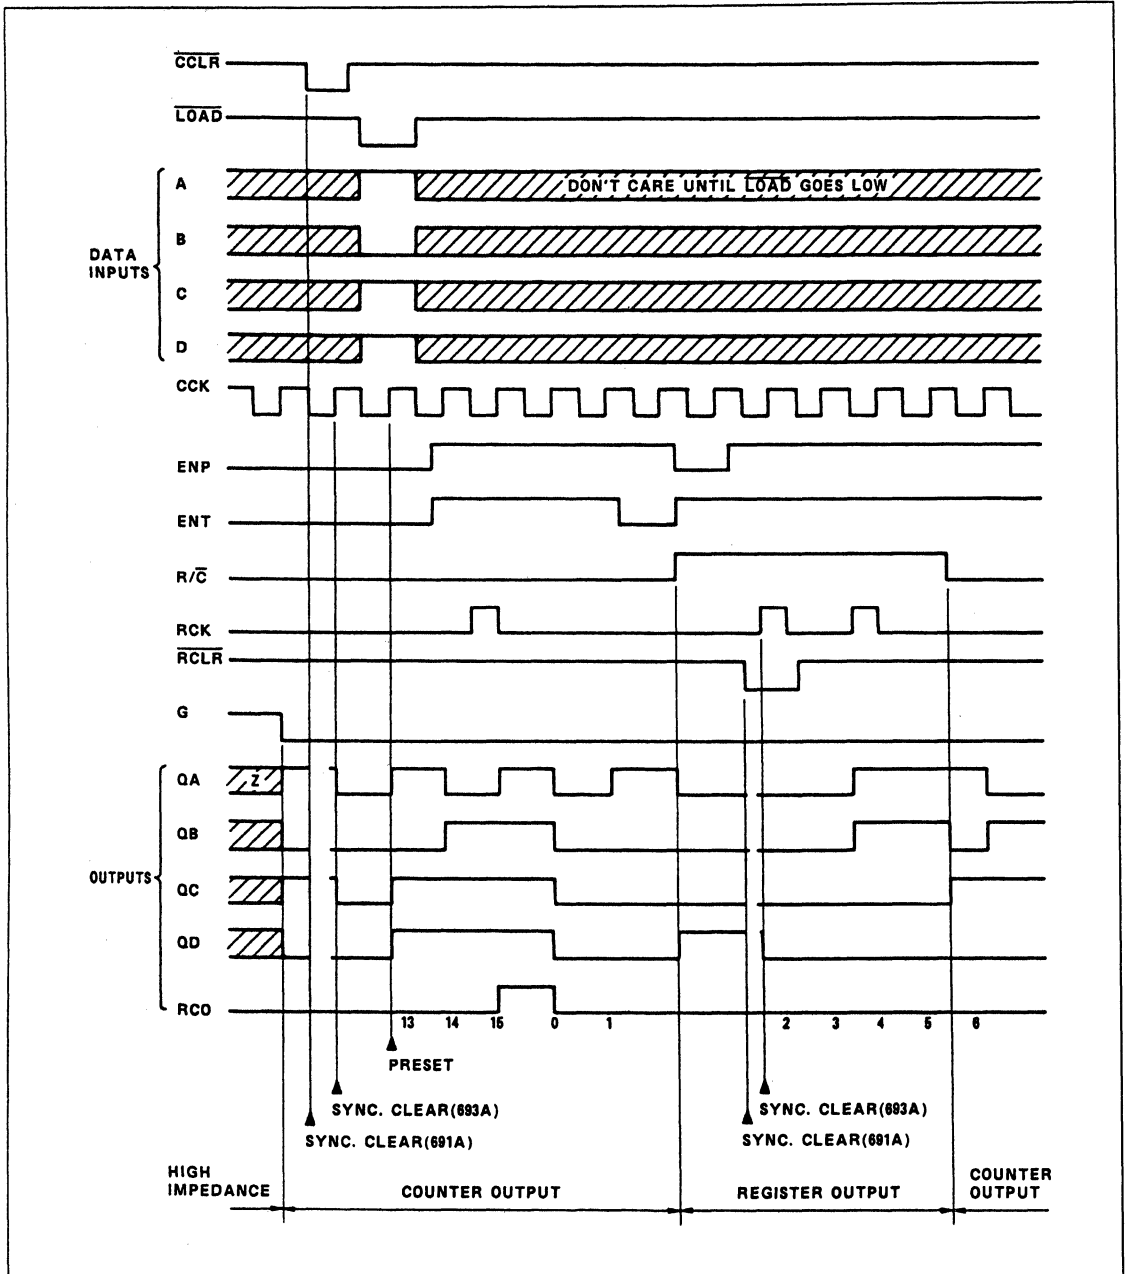 CCLR
LOAD
A
DON'T CARE UNTIL LOAD GOES LOW
B
DATA
INPUTS
C
D
CCK
ENP
ENT
R/C
RCK
RCLR
G
QA
Z
QB
OUTPUTS
QC
QD
RCO
13 14 15 0 1 2 3 4 5 6
PRESET
SYNC. CLEAR(693A)
SYNC. CLEAR(693A)
SYNC. CLEAR(691A)
SYNC. CLEAR(691A)
HIGH
IMPEDANCE
COUNTER OUTPUT
REGISTER OUTPUT
COUNTER
OUTPUT